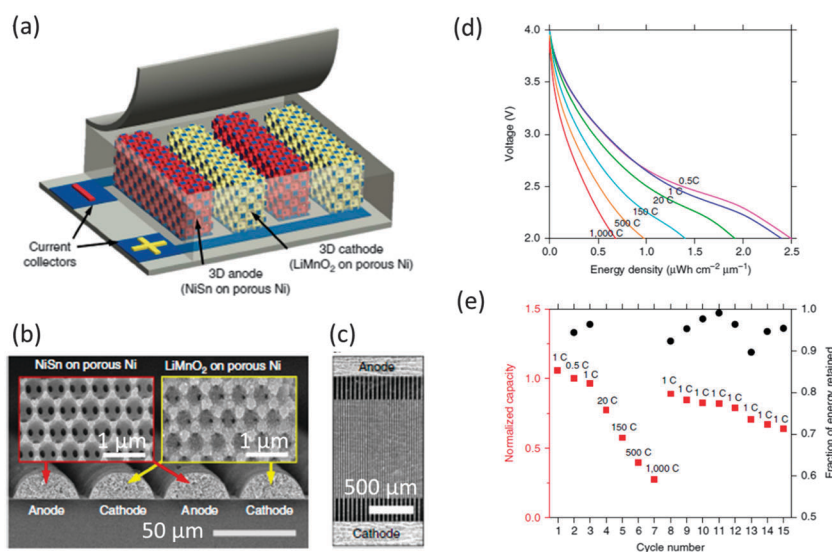 (a)
Current
collectors
3D anode
(NiSn on porous Ni)
3D cathode
(LiMnO₂ on porous Ni)
(b)
NiSn on porous Ni
LiMnO₂ on porous Ni
1 μm
1 μm
Anode
Cathode
Anode
Cathode
50 μm
(c)
Anode
500 μm
Cathode
(d)
4.0
3.0
2.5
2.0
Voltage (V)
0.5C
1 C
20 C
150 C
500 C
1,000 C
0.0
0.5
1.0
1.5
2.0
2.5
Energy density (μWh cm⁻² μm⁻¹)
(e)
1.5
1.0
0.5
0.0
Normalized capacity
1 C
0.5 C
1 C
20 C
150 C
500 C
1,000 C
1 C
1 C
1 C
1 C
1 C
1 C
1 C
1 C
1.0
0.9
0.8
0.7
0.6
0.5
Fraction of energy retained
1 2 3 4 5 6 7 8 9 10 11 12 13 14 15
Cycle number